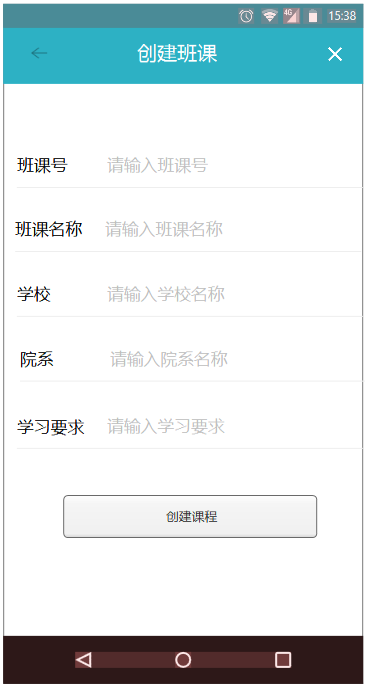 4G 15:38
创建班课
班课号 请输入班课号
班课名称 请输入班课名称
学校 请输入学校名称
院系 请输入院系名称
学习要求 请输入学习要求
创建课程